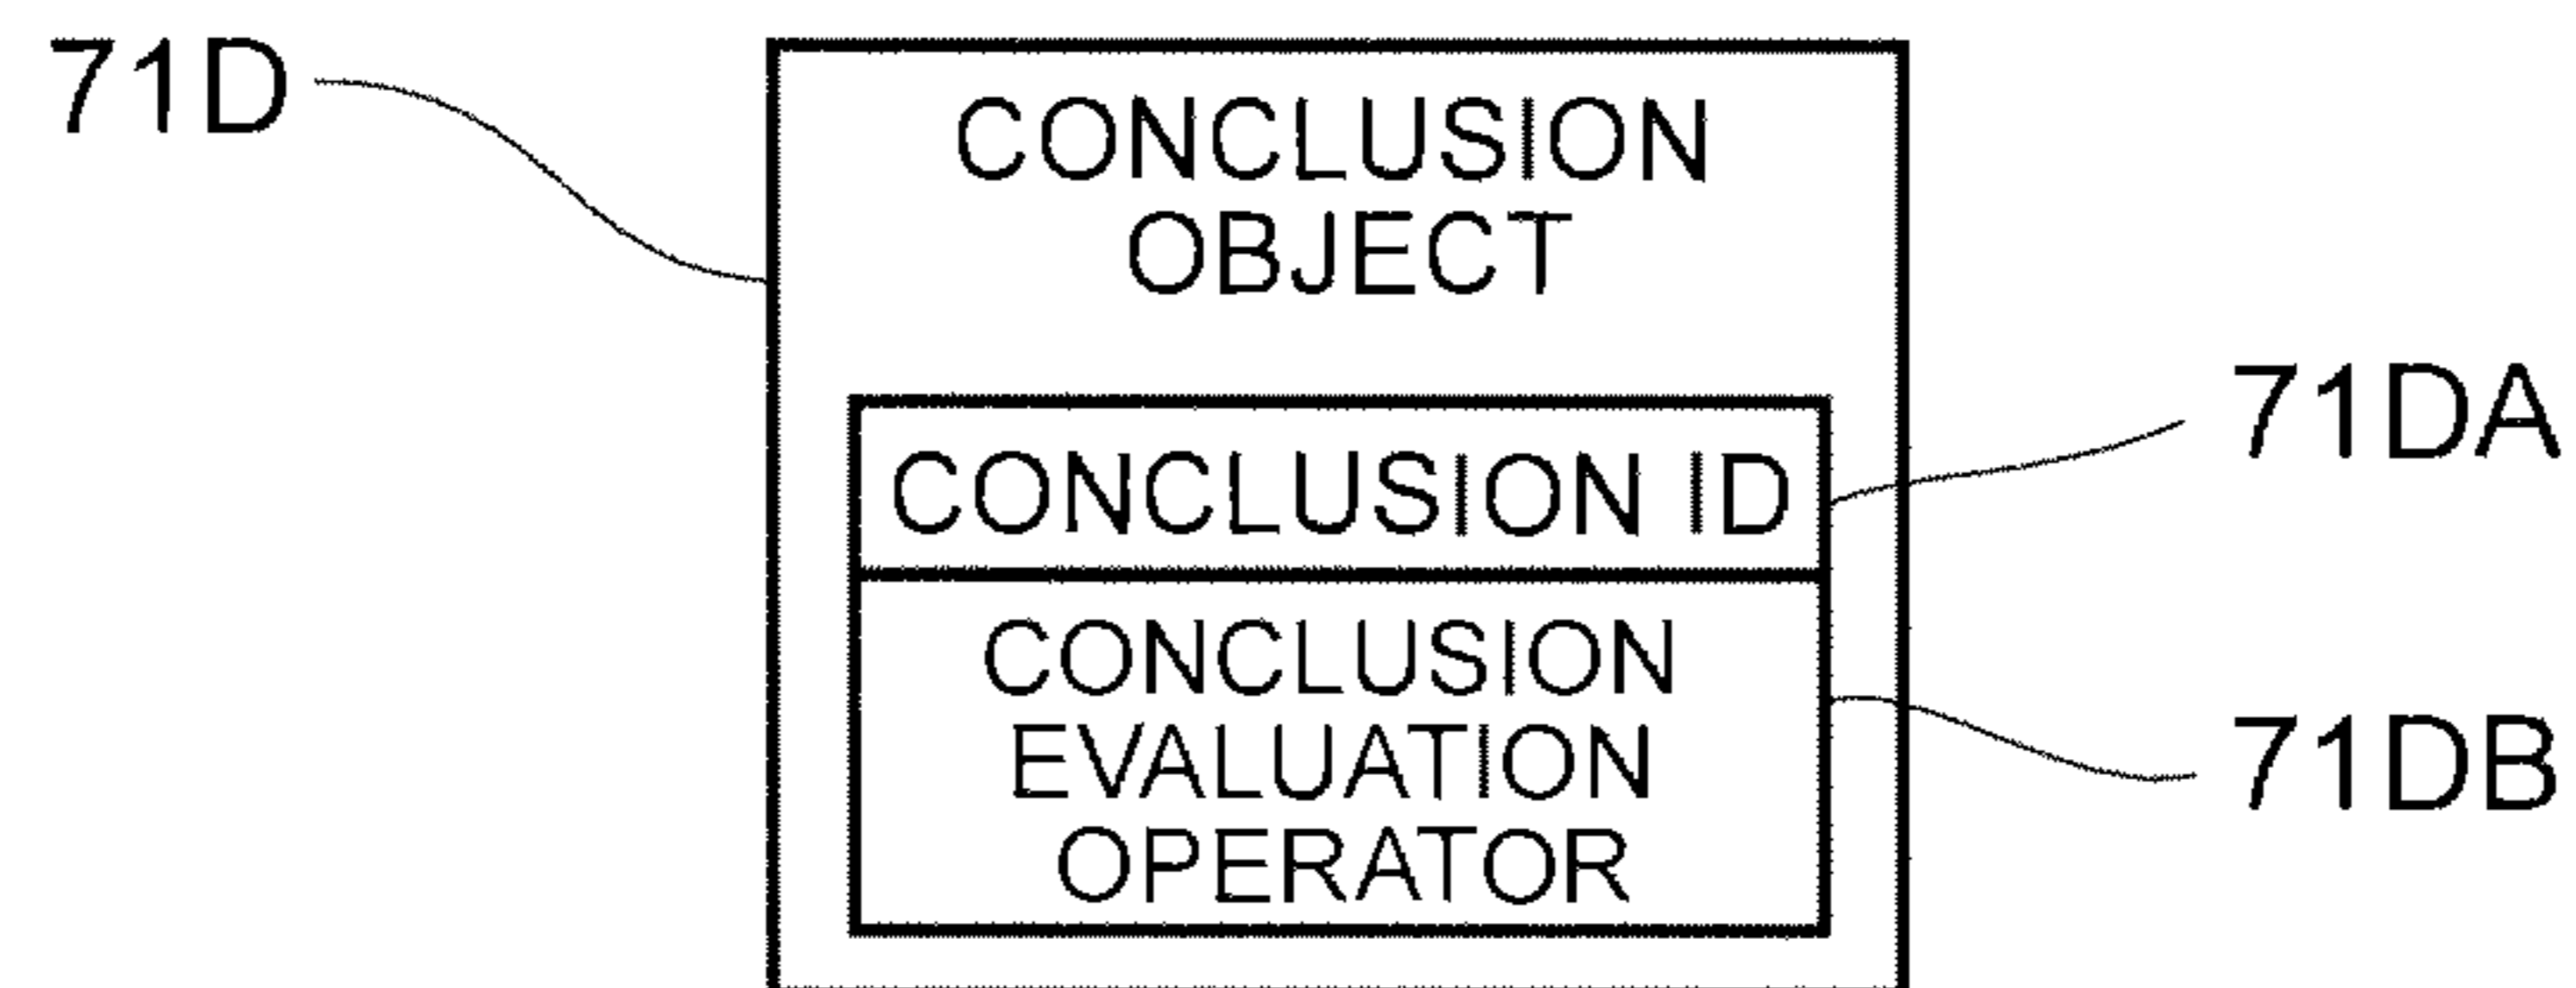 71D
CONCLUSION
OBJECT
71DA
CONCLUSION ID
CONCLUSION
EVALUATION
OPERATOR
71DB